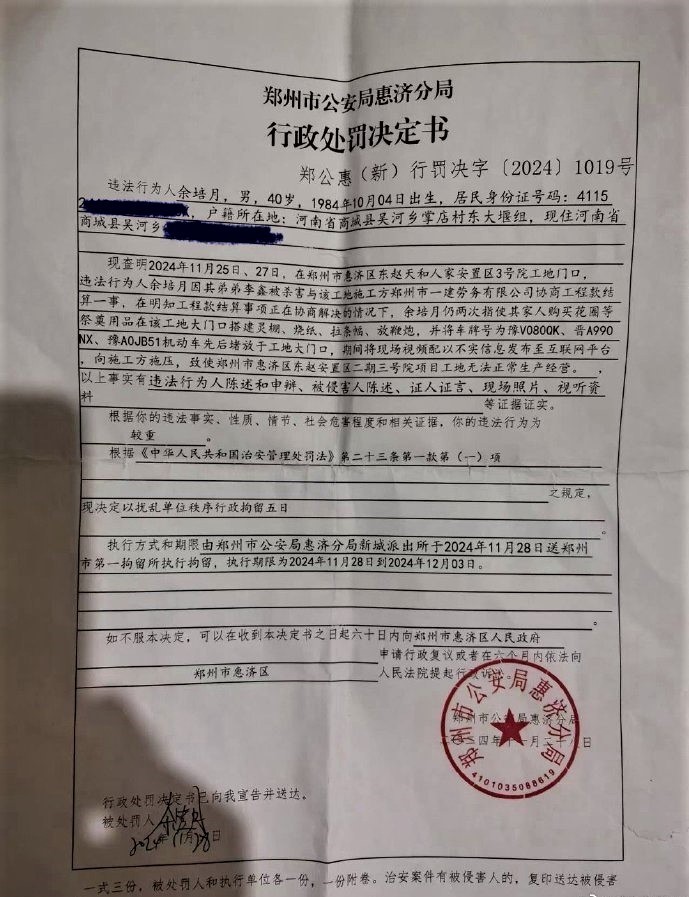 郑州市公安局惠济分局
行政处罚决定书
郑公惠（新）行罚决字〔2024〕1019号
违法行为人余培月，男，40岁，1984年10月04日出生，居民身份证号码：4115
2 X，户籍所在地：河南省商城县吴河乡掌店村东大堰组，现住河南省
商城县吴河乡
现查明2024年11月25日、27日，在郑州市惠济区东赵天和人家安置区3号院工地门口，
违法行为人余培月因其弟弟李鑫被杀害与该工地施工方郑州市一建劳务有限公司协商工程款结
算一事，在明知工程款结算事项正在协商解决的情况下，余培月仍两次指使其家人购买花圈等
祭奠用品在该工地大门口搭建灵棚、烧纸、拉条幅、放鞭炮，并将车牌号为豫V0800K、晋A990
NX、豫A0JB51机动车先后堵放于工地大门口，期间将现场视频配以不实信息发布至互联网平台
，向施工方施压，致使郑州市惠济区东赵安置区二期三号院项目工地无法正常生产经营。 ，
以上事实有违法行为人陈述和申辩、被侵害人陈述、证人证言、现场照片、视听资
料 等证据证实。
根据你的违法事实、性质、情节、社会危害程度和相关证据，你的违法行为为
较重 。
根据《中华人民共和国治安管理处罚法》第二十三条第一款第（一）项
之规定，
现决定以扰乱单位秩序行政拘留五日
。
执行方式和期限由郑州市公安局惠济分局新城派出所于2024年11月28日送郑州
市第一拘留所执行拘留，执行期限为2024年11月28日到2024年12月03日。
。
如不服本决定，可以在收到本决定书之日起六十日内向郑州市惠济区人民政府
申请行政复议或者在六个月内依法向
郑州市惠济区 人民法院提起行政诉讼。
郑州市公安局惠济分局
二〇二四年十一月二十八日
郑州市公安局惠济分局
4101035088619
行政处罚决定书已向我宣告并送达。
被处罚人 余培月
2024年11月28日
一式三份，被处罚人和执行单位各一份，一份附卷。治安案件有被侵害人的，复印送达被侵害